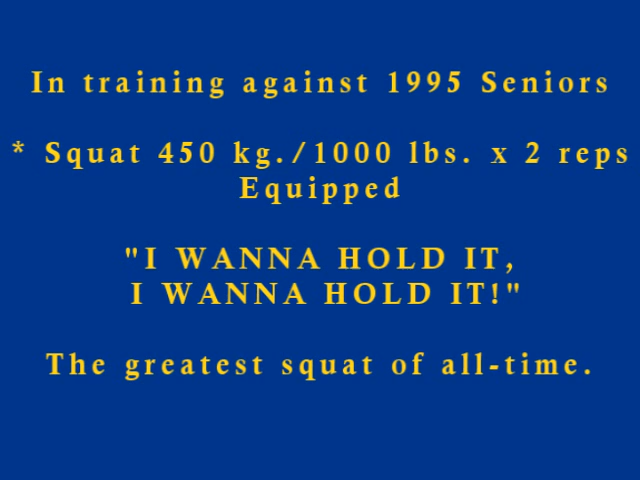 In training against 1995 Seniors
* Squat 450 kg./1000 lbs. x 2 reps
Equipped
"I WANNA HOLD IT,
I WANNA HOLD IT!"
The greatest squat of all-time.